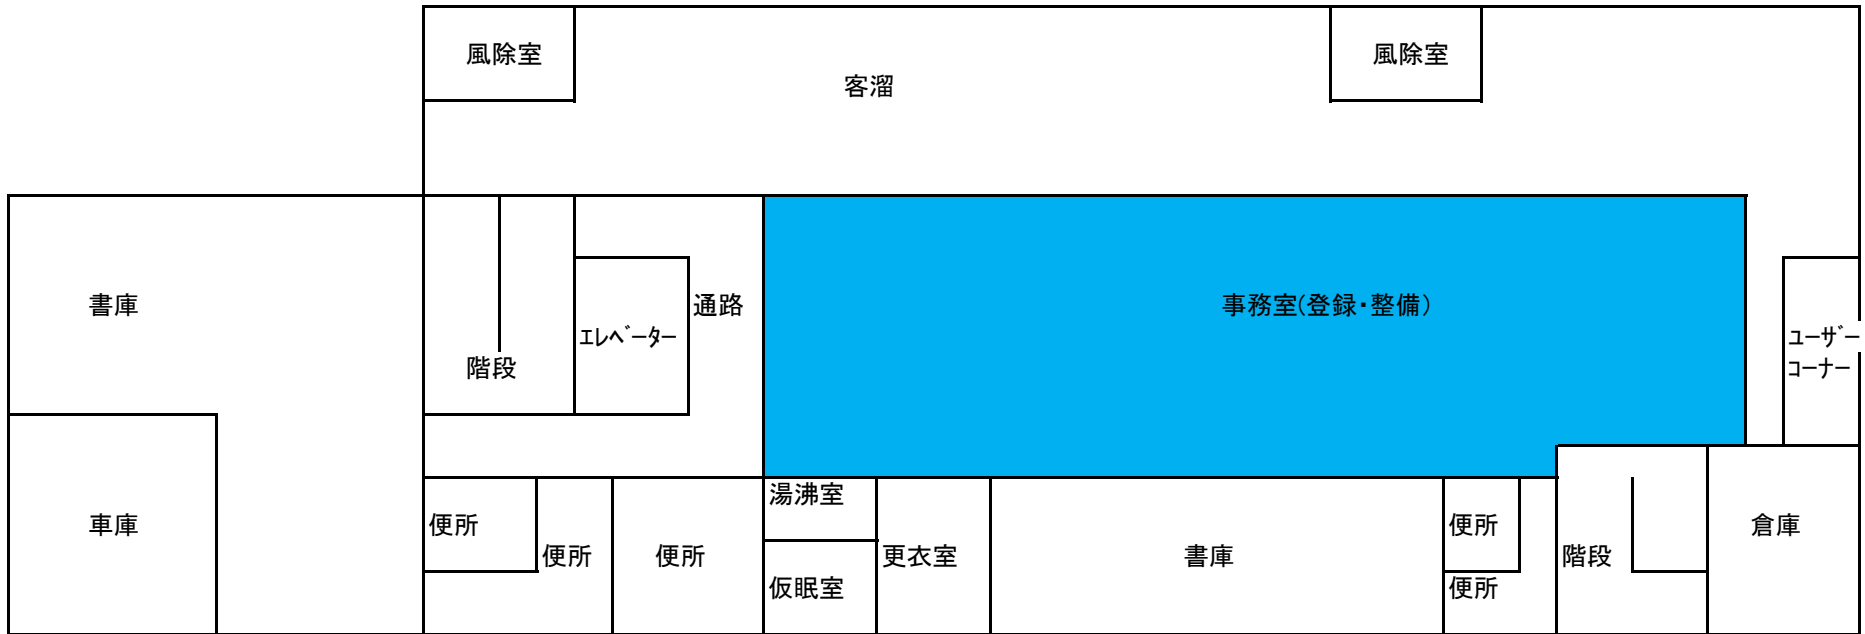 風除室
風除室
客溜
書庫
通路
事務室(登録・整備)
ｴﾚﾍﾞｰﾀｰ
ﾕｰｻﾞｰ
ｺｰﾅｰ
階段
湯沸室
車庫
便所
便所
倉庫
便所
便所
更衣室
書庫
階段
仮眠室
便所